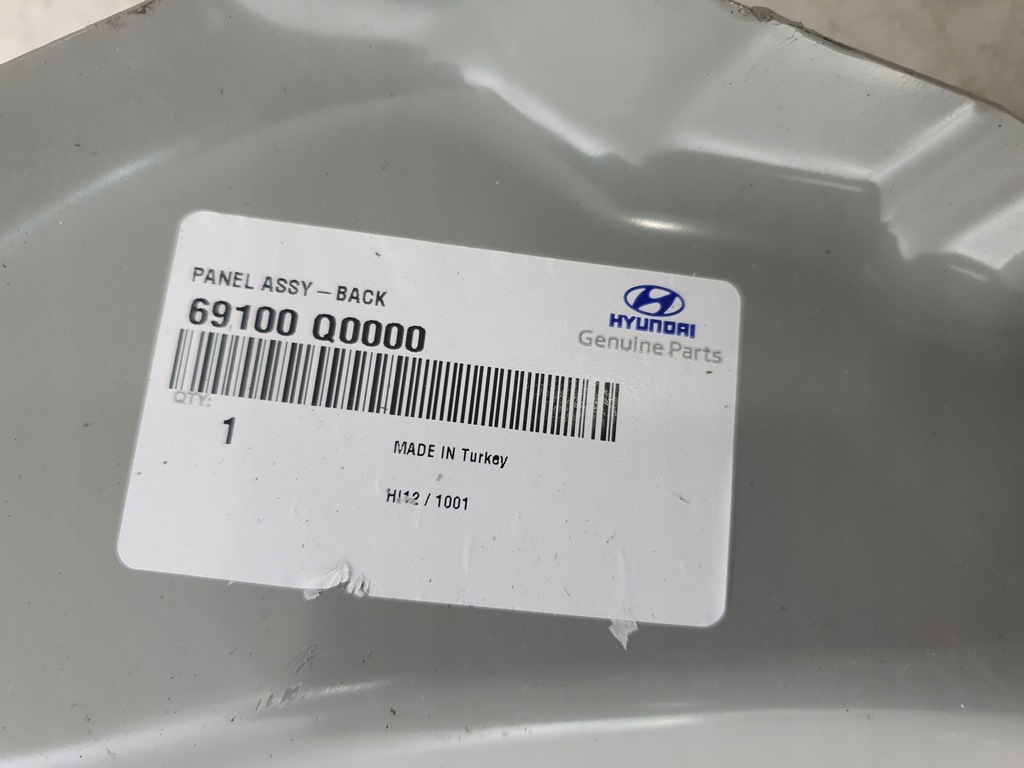 PANEL ASSY – BACK
69100 Q0000
HYUNDAI
Genuine Parts
QTY:
1
MADE IN Turkey
HI12 / 1001